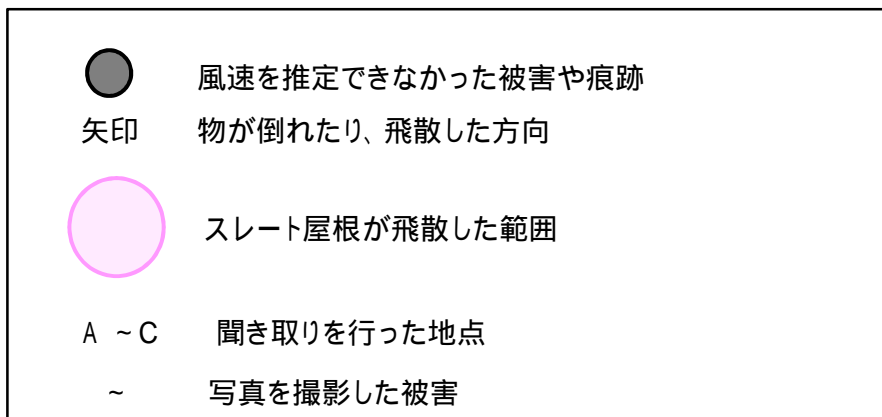 風速を推定できなかった被害や痕跡
矢印 物が倒れたり、飛散した方向
スレート屋根が飛散した範囲
A ~C 聞き取りを行った地点
~ 写真を撮影した被害